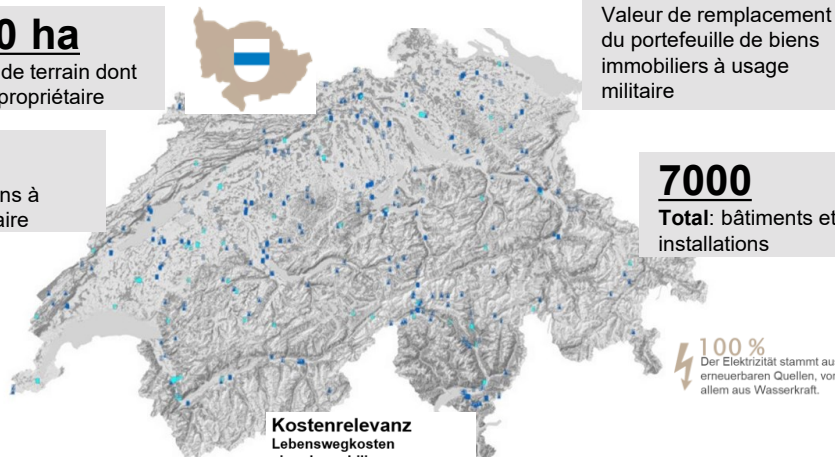 0 ha
de terrain dont
propriétaire
Valeur de remplacement
du portefeuille de biens
immobiliers à usage
militaire
ns à
aire
7000
Total: bâtiments et
installations
100 %
Der Elektrizität stammt aus
erneuerbaren Quellen, vor
allem aus Wasserkraft.
Kostenrelevanz
Lebenswegkosten